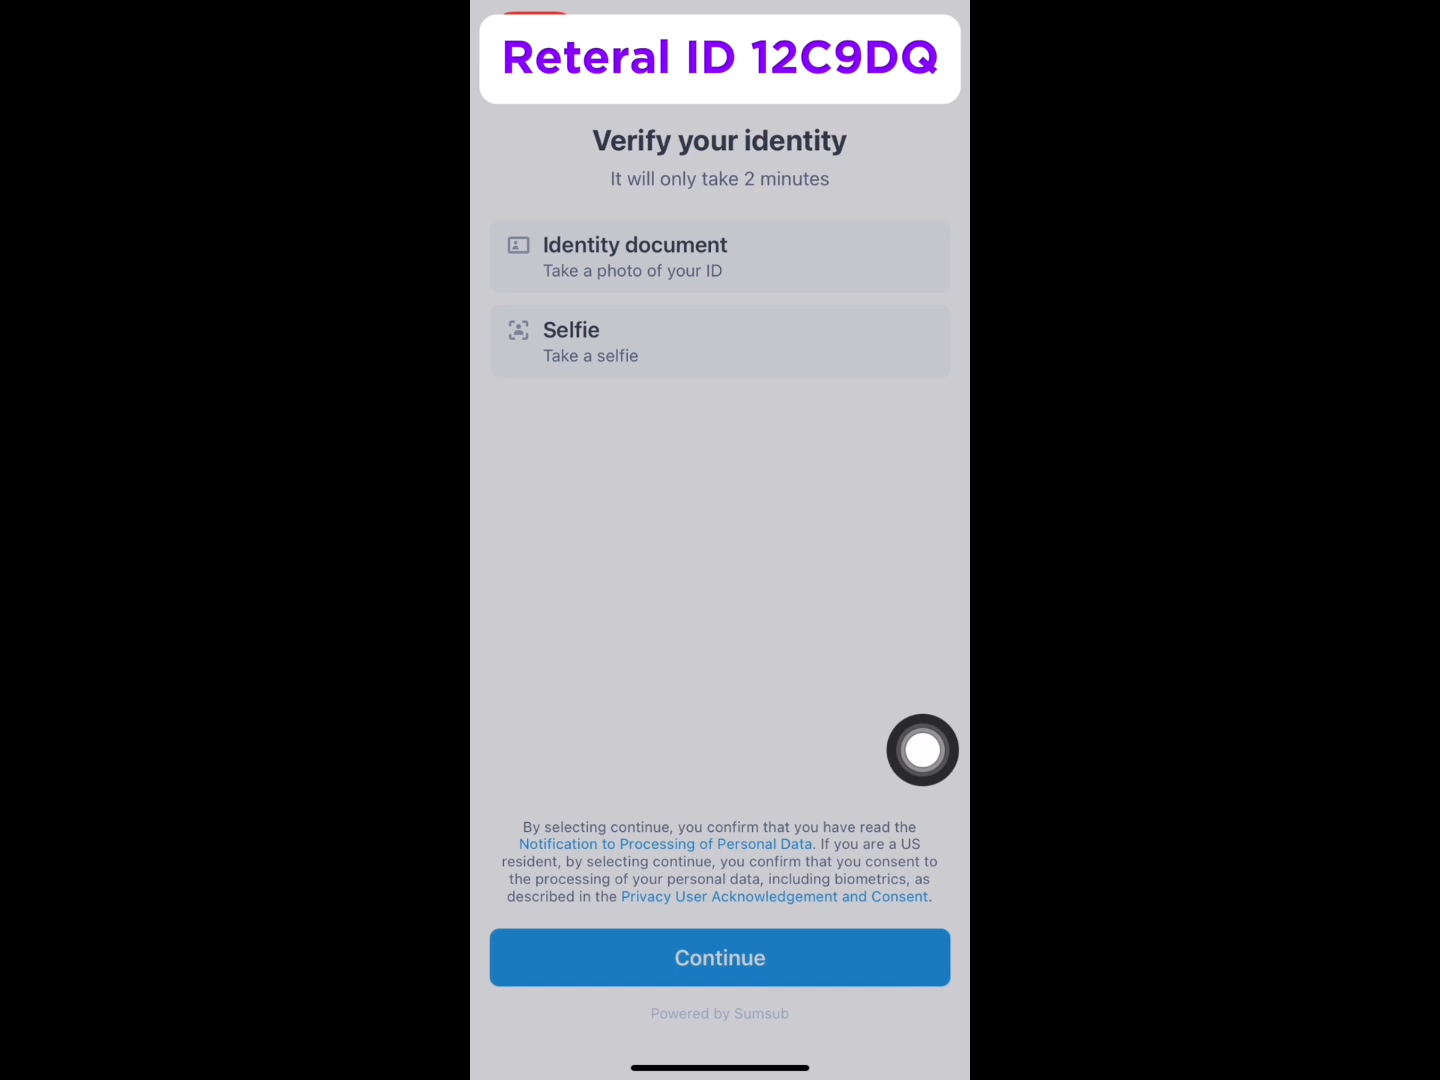 Reteral ID 12C9DQ
Verify your identity
It will only take 2 minutes
Identity document
Take a photo of your ID
Selfie
Take a selfie
By selecting continue, you confirm that you have read the
Notification to Processing of Personal Data. If you are a US
resident, by selecting continue, you confirm that you consent to
the processing of your personal data, including biometrics, as
described in the Privacy User Acknowledgement and Consent.
Continue
Powered by Sumsub